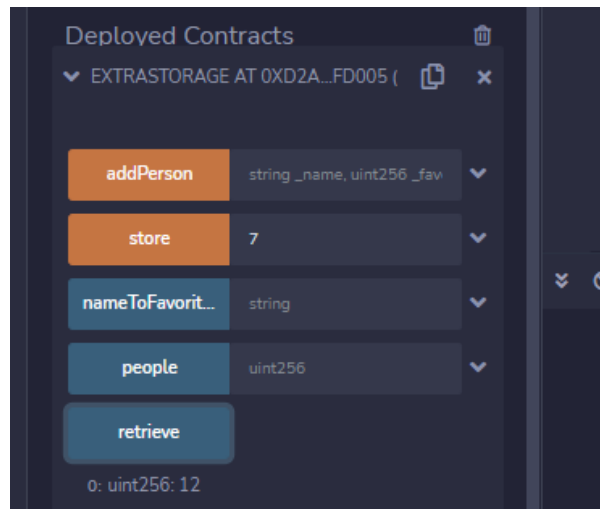 Deployed Contracts
EXTRASTORAGE AT 0XD2A...FD005 (
addPerson string _name, uint256 _fav
store 7
nameToFavorit... string
people uint256
retrieve
0: uint256: 12